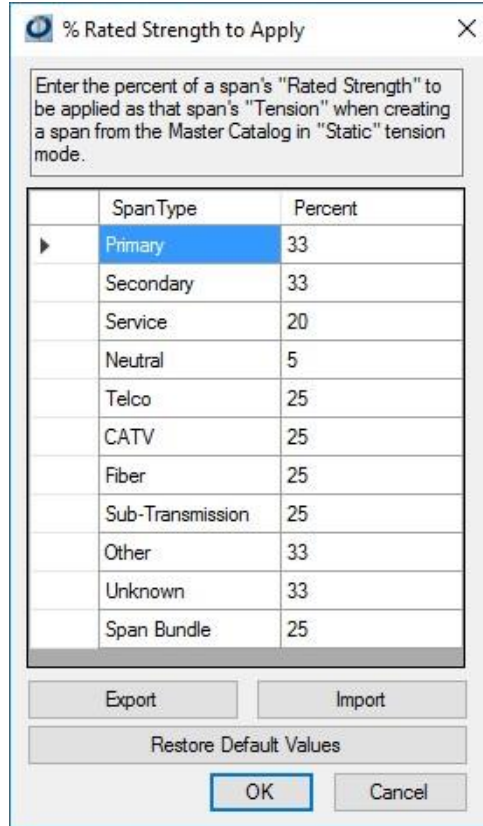 % Rated Strength to Apply
Enter the percent of a span's "Rated Strength" to
be applied as that span's "Tension" when creating
a span from the Master Catalog in "Static" tension
mode.
SpanType Percent
Primary 33
Secondary 33
Service 20
Neutral 5
Telco 25
CATV 25
Fiber 25
Sub-Transmission 25
Other 33
Unknown 33
Span Bundle 25
Export Import
Restore Default Values
OK Cancel